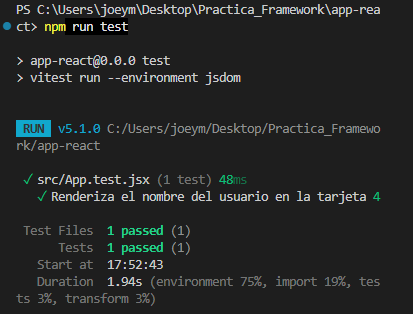 PS C:\Users\joeym\Desktop\Practica_Framework\app-rea
ct> npm run test
> app-react@0.0.0 test
> vitest run --environment jsdom
RUN v5.1.0 C:/Users/joeym/Desktop/Practica_Framewo
rk/app-react
✓ src/App.test.jsx (1 test) 48ms
✓ Renderiza el nombre del usuario en la tarjeta 4
Test Files 1 passed (1)
Tests 1 passed (1)
Start at 17:52:43
Duration 1.94s (environment 75%, import 19%, tes
ts 3%, transform 3%)